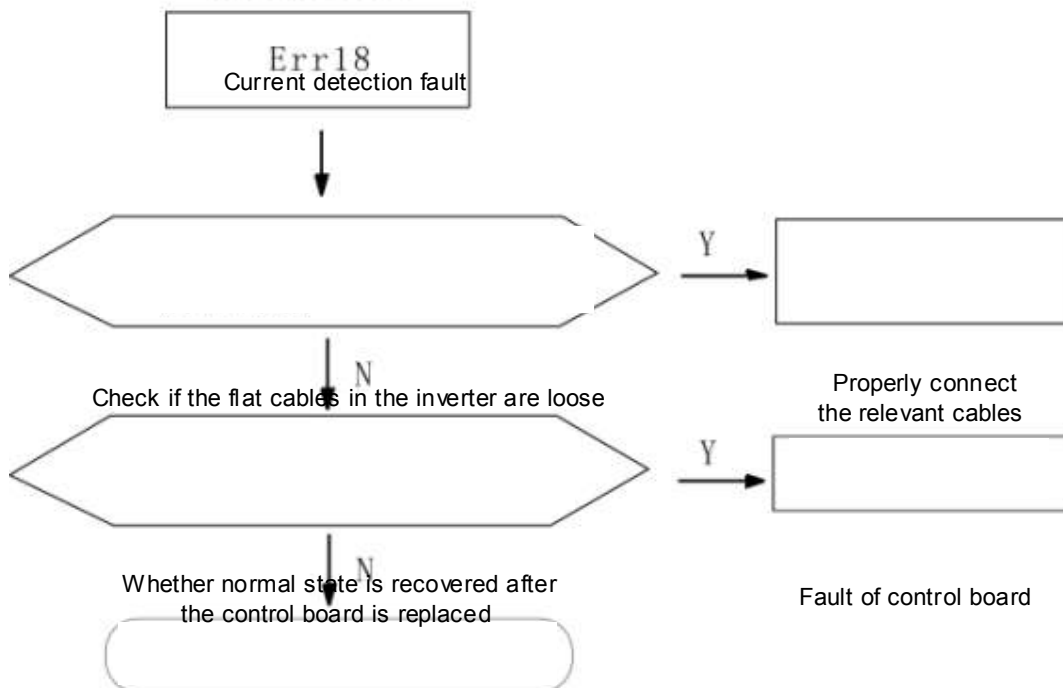 Err18
Current detection fault
Y
N
Check if the flat cables in the inverter are loose
Properly connect
the relevant cables
Y
N
Whether normal state is recovered after
the control board is replaced
Fault of control board